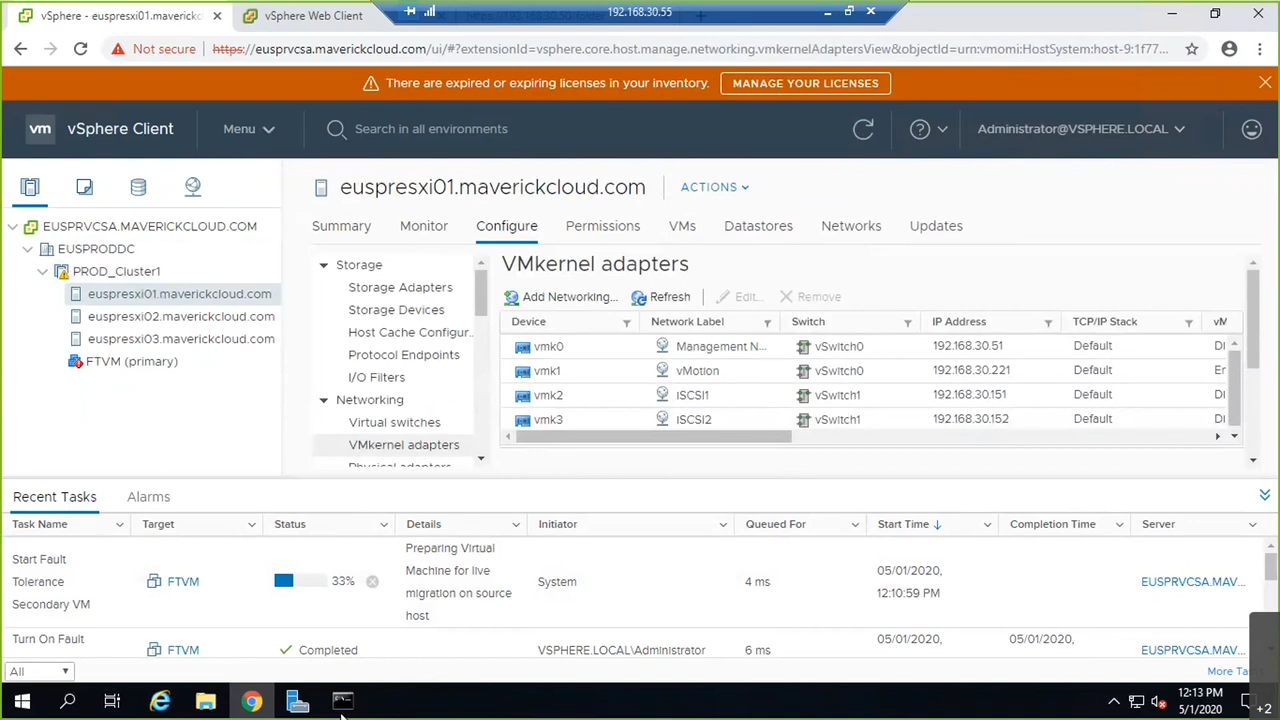 vSphere - euspresxi01.maverickcl
vSphere Web Client
192.168.30.55
Not secure
https://eusprvcsa.maverickcloud.com/ui/#?extensionId=vsphere.core.host.manage.networking.vmkernelAdaptersView&objectId=urn:vmomi:HostSystem:host-9:1f77...
There are expired or expiring licenses in your inventory.
MANAGE YOUR LICENSES
vm
vSphere Client
Menu
Search in all environments
Administrator@VSPHERE.LOCAL
EUSPRVCSA.MAVERICKCLOUD.COM
EUSPRODDC
PROD_Cluster1
euspresxi01.maverickcloud.com
euspresxi02.maverickcloud.com
euspresxi03.maverickcloud.com
FTVM (primary)
euspresxi01.maverickcloud.com
ACTIONS
Summary Monitor Configure Permissions VMs Datastores Networks Updates
Storage
Storage Adapters
Storage Devices
Host Cache Configur...
Protocol Endpoints
I/O Filters
Networking
Virtual switches
VMkernel adapters
Physical adapters
VMkernel adapters
Add Networking... Refresh Edit... Remove
Device Network Label Switch IP Address TCP/IP Stack vM
vmk0 Management N... vSwitch0 192.168.30.51 Default Di
vmk1 vMotion vSwitch0 192.168.30.221 Default Er
vmk2 iSCSI1 vSwitch1 192.168.30.151 Default Di
vmk3 iSCSI2 vSwitch1 192.168.30.152 Default Di
Recent Tasks Alarms
Task Name Target Status Details Initiator Queued For Start Time Completion Time Server
Start Fault Tolerance Secondary VM FTVM 33% Preparing Virtual Machine for live migration on source host System 4 ms 05/01/2020, 12:10:59 PM EUSPRVCSA.MAV...
Turn On Fault FTVM Completed VSPHERE.LOCAL\Administrator 6 ms 05/01/2020, 05/01/2020, EUSPRVCSA.MAV...
All
More Ta
12:13 PM
5/1/2020
+2